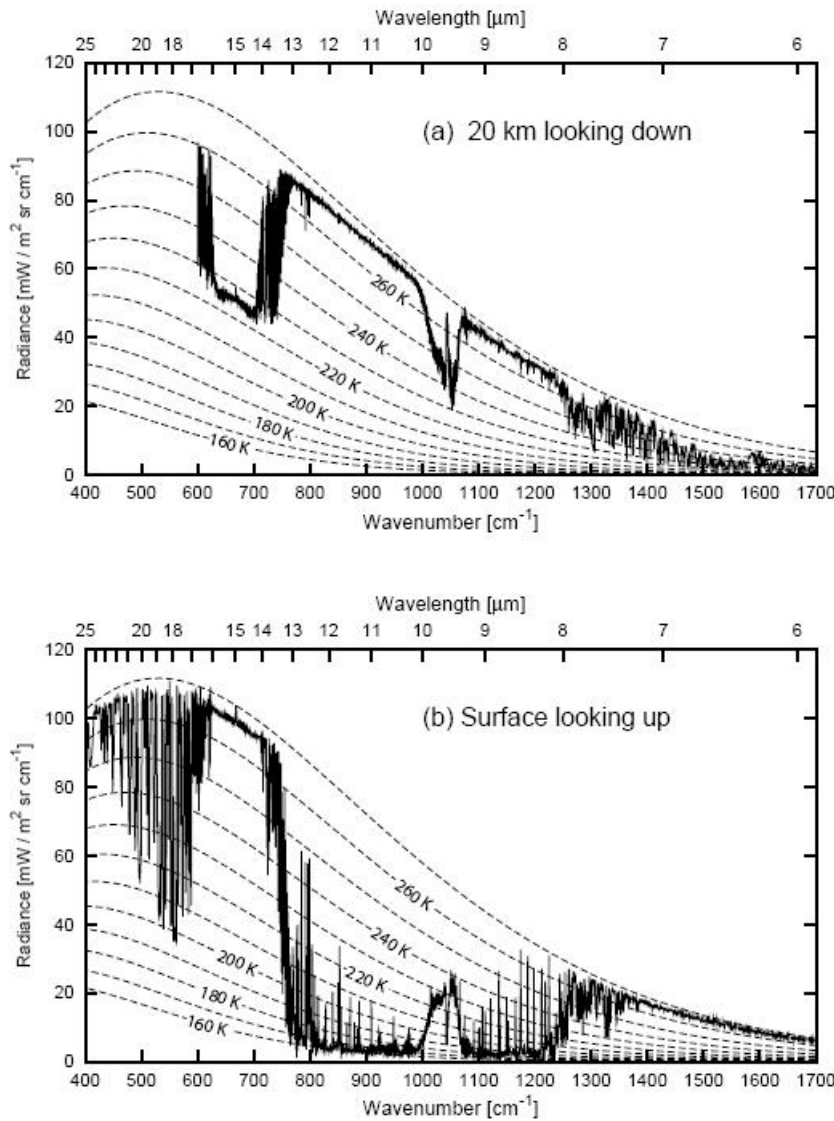 Wavelength [μm]
25 20 18 15 14 13 12 11 10 9 8 7 6
120
100
80
60
40
20
0
Radiance [mW / m² sr cm⁻¹]
(a) 20 km looking down
260 K
240 K
220 K
200 K
180 K
160 K
400 500 600 700 800 900 1000 1100 1200 1300 1400 1500 1600 1700
Wavenumber [cm⁻¹]
Wavelength [μm]
25 20 18 15 14 13 12 11 10 9 8 7 6
120
100
80
60
40
20
0
Radiance [mW / m² sr cm⁻¹]
(b) Surface looking up
260 K
240 K
220 K
200 K
180 K
160 K
400 500 600 700 800 900 1000 1100 1200 1300 1400 1500 1600 1700
Wavenumber [cm⁻¹]